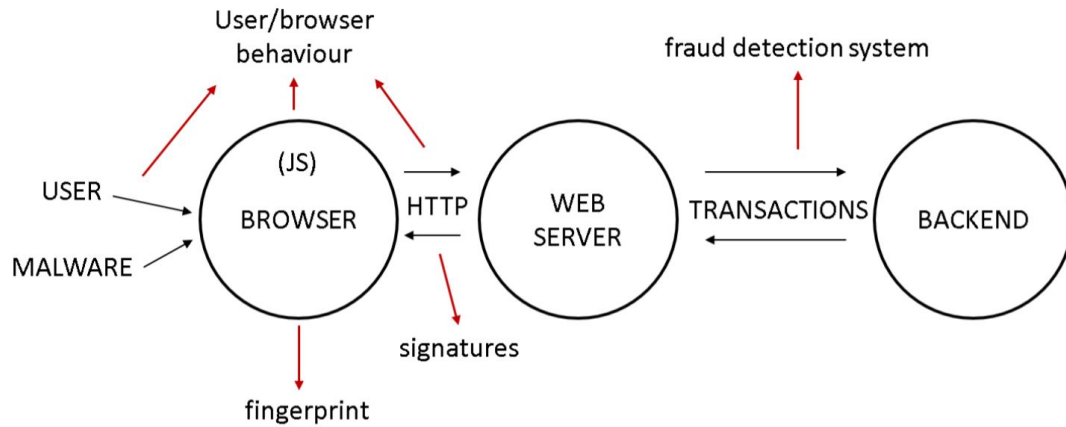 User/browser
behaviour
fraud detection system
(JS)
USER
BROWSER
HTTP
WEB
SERVER
TRANSACTIONS
BACKEND
MALWARE
signatures
fingerprint